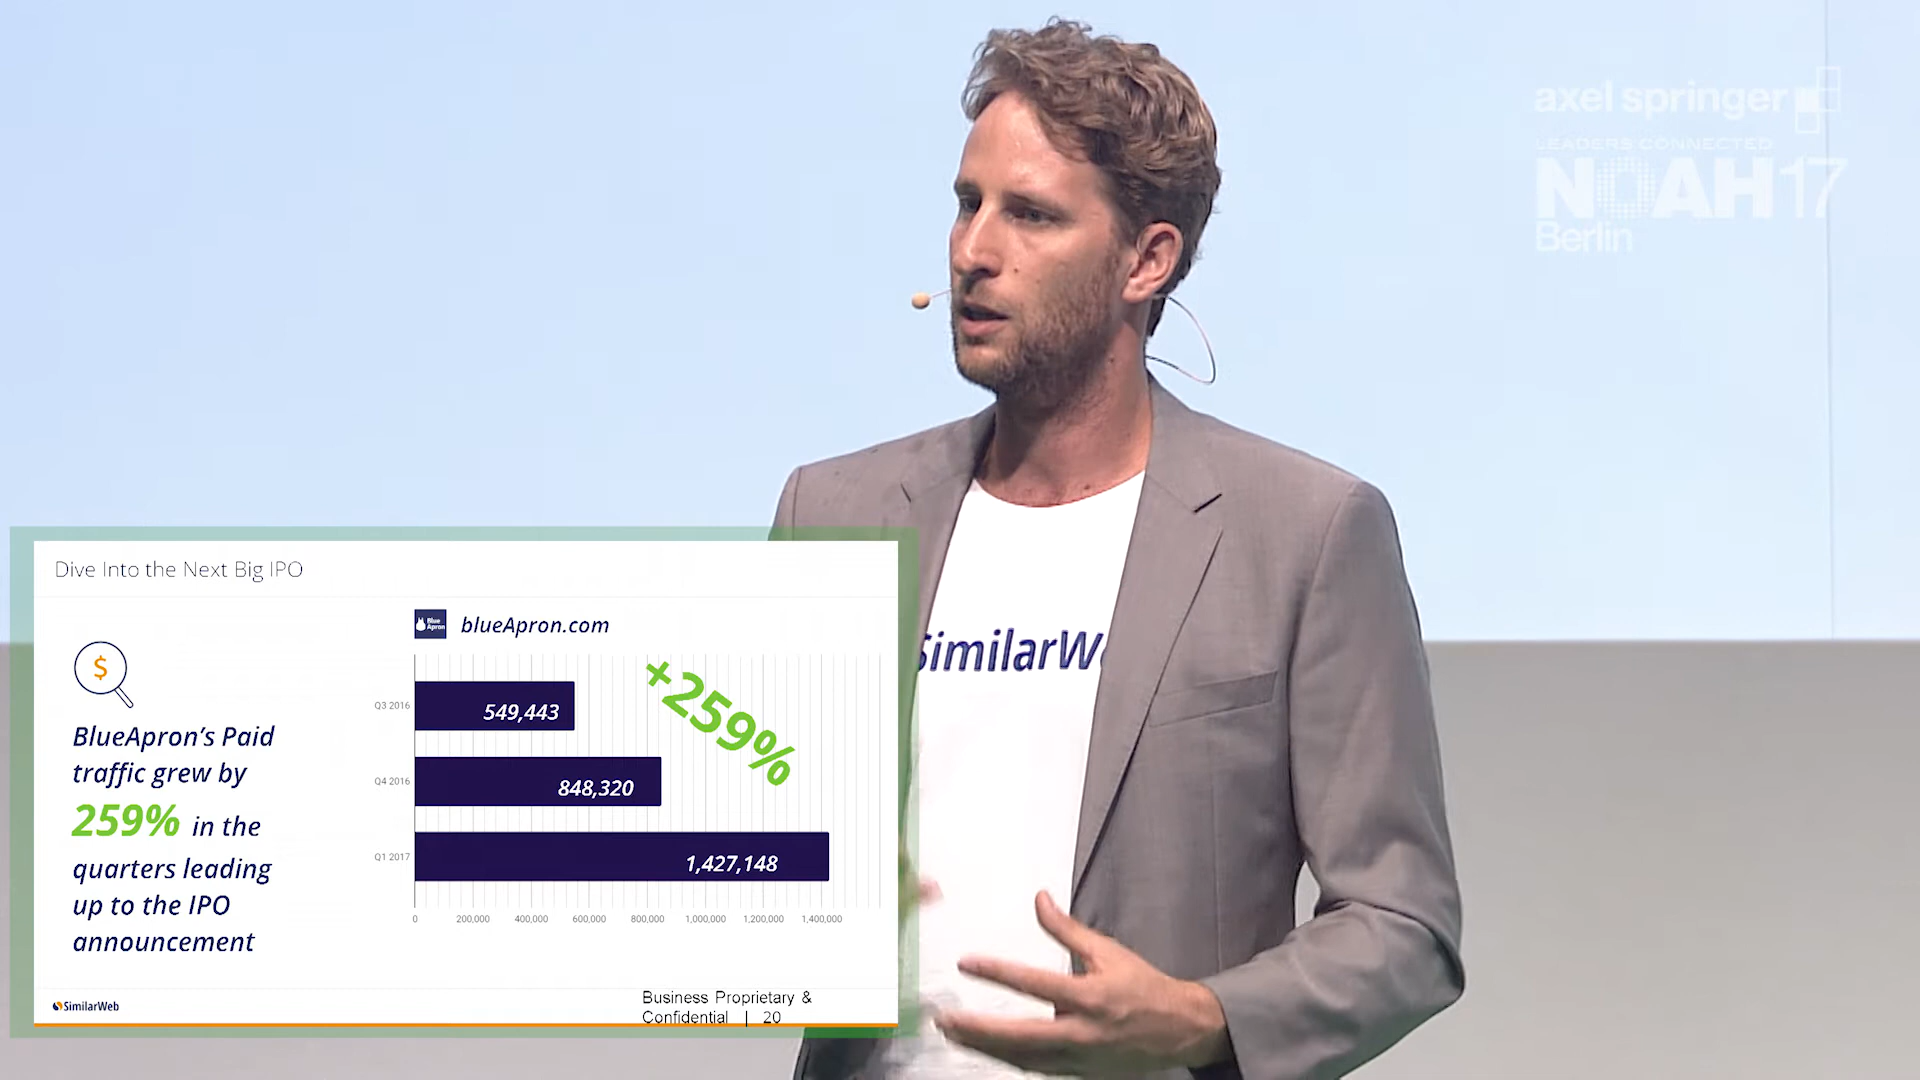 axel springer
LEADERS CONNECTED
NOAH17
Berlin
SimilarW
Dive Into the Next Big IPO
$
BlueApron's Paid
traffic grew by
259% in the
quarters leading
up to the IPO
announcement
Blue
Apron
blueApron.com
+259%
Q3 2016
549,443
Q4 2016
848,320
Q1 2017
1,427,148
0 200,000 400,000 600,000 800,000 1,000,000 1,200,000 1,400,000
SimilarWeb
Business Proprietary &
Confidential | 20